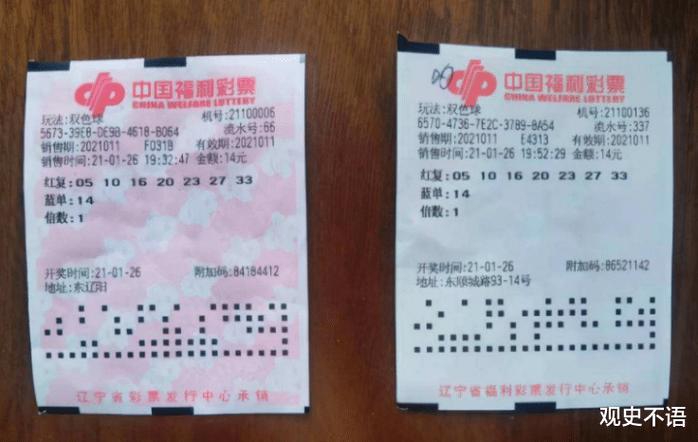 中国福利彩票
CHINA WELFARE LOTTERY
玩法:双色球 机号:21100006
5673-39E8-DE9B-4618-B064 流水号:66
销售期:2021011 F031B 有效期:2021011
销售时间:21-01-26 19:32:47 金额:14元
红复:05 10 16 20 23 27 33
蓝单:14
倍数:1
开奖时间:21-01-26 附加码:84184412
地址:东辽阳
辽宁省彩票发行中心承销
中国福利彩票
CHINA WELFARE LOTTERY
玩法:双色球 机号:21100136
6570-4736-7E2C-3789-8A54 流水号:337
销售期:2021011 E4313 有效期:2021011
销售时间:21-01-26 19:52:29 金额:14元
红复:05 10 16 20 23 27 33
蓝单:14
倍数:1
开奖时间:21-01-26 附加码:86521142
地址:东顺城路93-14号
辽宁省福利彩票发行中心承销
观史不语